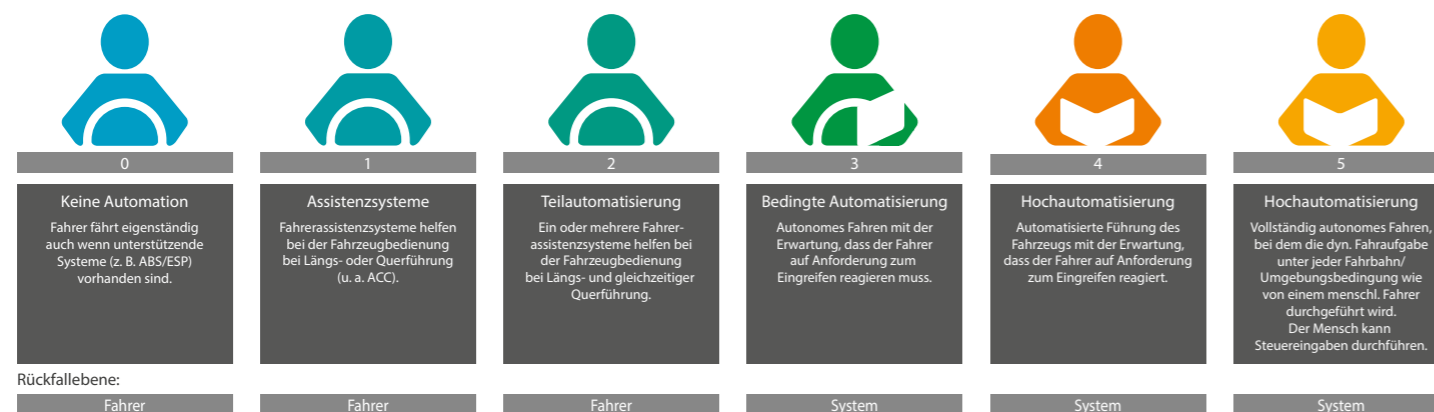 0
Keine Automation
Fahrer fährt eigenständig
auch wenn unterstützende
Systeme (z. B. ABS/ESP)
vorhanden sind.
1
Assistenzsysteme
Fahrerassistenzsysteme helfen
bei der Fahrzeugbedienung
bei Längs- oder Querführung
(u. a. ACC).
2
Teilautomatisierung
Ein oder mehrere Fahrer-
assistenzsysteme helfen bei
der Fahrzeugbedienung
bei Längs- und gleichzeitiger
Querführung.
3
Bedingte Automatisierung
Autonomes Fahren mit der
Erwartung, dass der Fahrer
auf Anforderung zum
Eingreifen reagieren muss.
4
Hochautomatisierung
Automatisierte Führung des
Fahrzeugs mit der Erwartung,
dass der Fahrer auf Anforderung
zum Eingreifen reagiert.
5
Hochautomatisierung
Vollständig autonomes Fahren,
bei dem die dyn. Fahraufgabe
unter jeder Fahrbahn/
Umgebungsbedingung wie
von einem menschl. Fahrer
durchgeführt wird.
Der Mensch kann
Steuereingaben durchführen.
Rückfallebene:
Fahrer
Fahrer
Fahrer
System
System
System